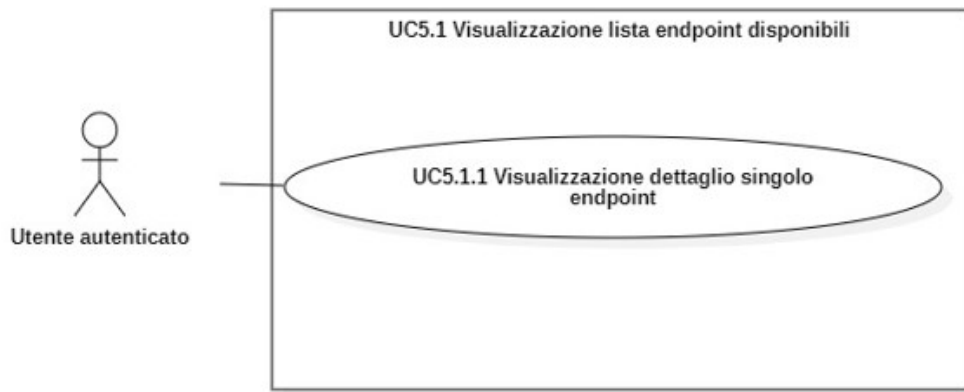 UC5.1 Visualizzazione lista endpoint disponibili
UC5.1.1 Visualizzazione dettaglio singolo
endpoint
Utente autenticato